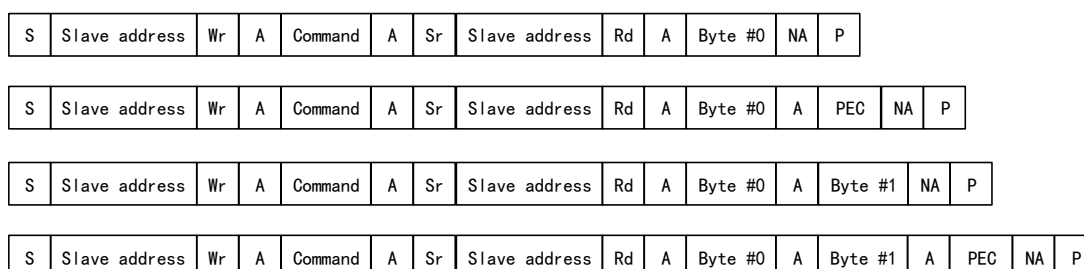 S Slave address Wr A Command A Sr Slave address Rd A Byte #0 NA P
S Slave address Wr A Command A Sr Slave address Rd A Byte #0 A PEC NA P
S Slave address Wr A Command A Sr Slave address Rd A Byte #0 A Byte #1 NA P
S Slave address Wr A Command A Sr Slave address Rd A Byte #0 A Byte #1 A PEC NA P